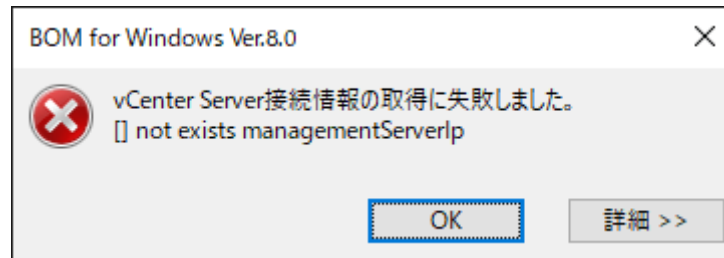 BOM for Windows Ver.8.0
vCenter Server接続情報の取得に失敗しました。
[] not exists managementServerIp
OK
詳細 >>